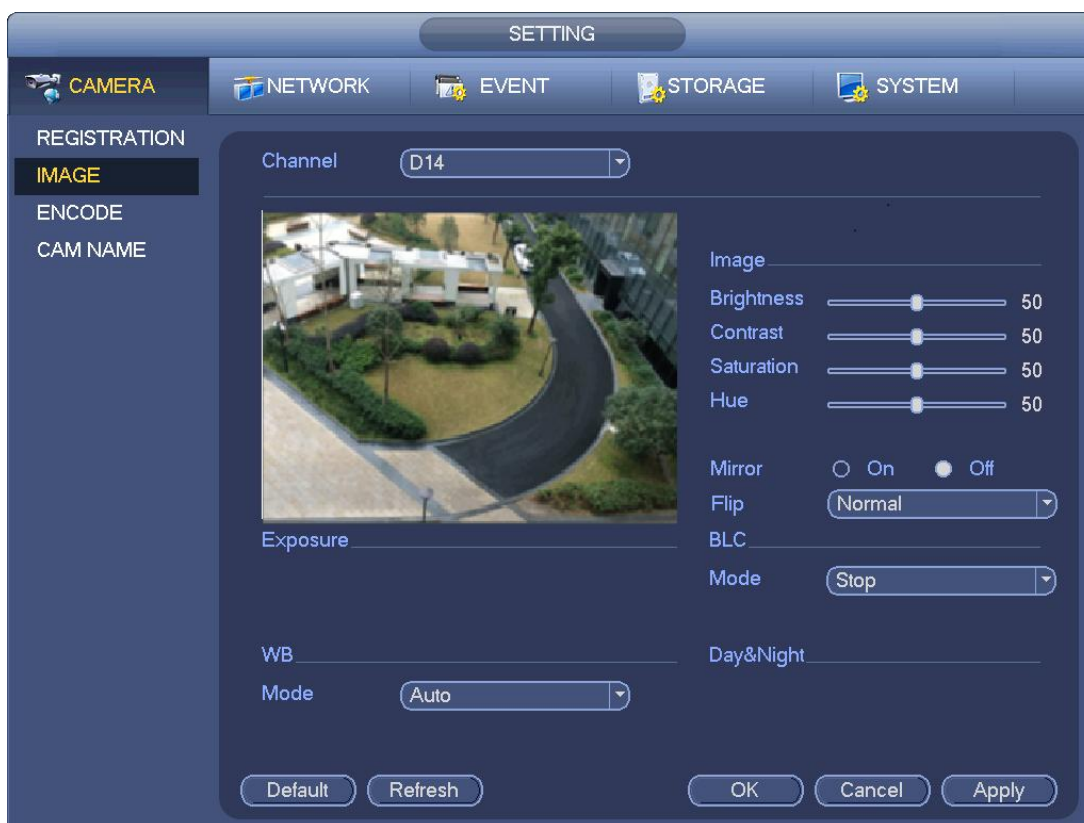 SETTING
CAMERA NETWORK EVENT STORAGE SYSTEM
REGISTRATION
IMAGE
ENCODE
CAM NAME
Channel D14
Image
Brightness 50
Contrast 50
Saturation 50
Hue 50
Mirror On Off
Flip Normal
Exposure
BLC
Mode Stop
WB
Day&Night
Mode Auto
Default Refresh OK Cancel Apply